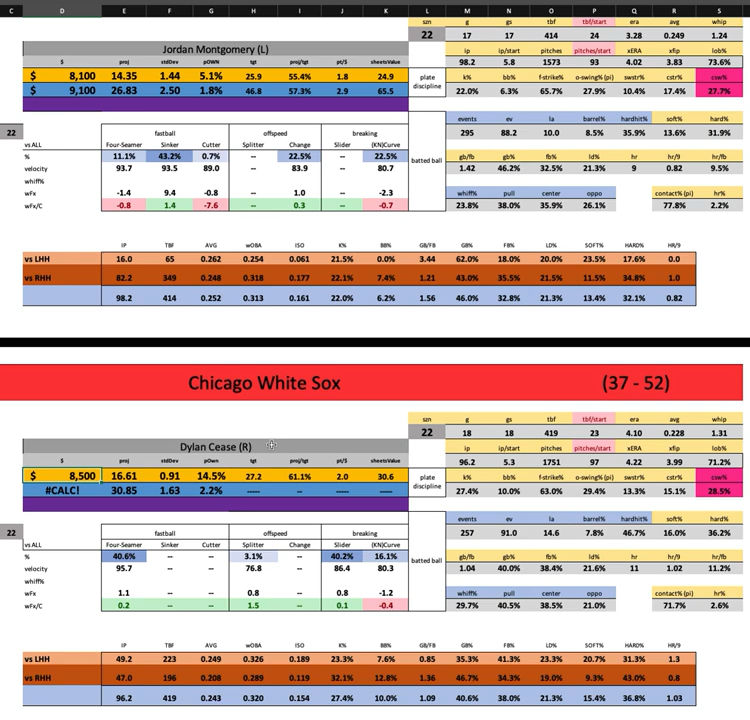 C D E F G H I J K L M N O P Q R S
szn g gs tbf tbf/start era avg whip
22 17 17 414 24 3.28 0.249 1.24
Jordan Montgomery (L) ip ip/start pitches pitches/start xERA xfip lob%
$ proj stdDev pOWN tgt proj/tgt pt/$ sheetsValue 98.2 5.8 1573 93 4.02 3.83 73.6%
$ 8,100 14.35 1.44 5.1% 25.9 55.4% 1.8 24.9 plate discipline k% bb% f-strike% o-swing% (pi) swstr% cstr% csw%
$ 9,100 26.83 2.50 1.8% 46.8 57.3% 2.9 65.5 22.0% 6.3% 65.7% 27.9% 10.4% 17.4% 27.7%
events ev la barrel% hardhit% soft% hard%
22 fastball offspeed breaking 295 88.2 10.0 8.5% 35.9% 13.6% 31.9%
vs ALL Four-Seamer Sinker Cutter Splitter Change Slider (KN)Curve
% 11.1% 43.2% 0.7% -- 22.5% -- 22.5% batted ball gb/fb gb% fb% ld% hr hr/9 hr/fb
velocity 93.7 93.5 89.0 -- 83.9 -- 80.7 1.42 46.2% 32.5% 21.3% 9 0.82 9.5%
whiff%
wFx -1.4 9.4 -0.8 -- 1.0 -- -2.3 whiff% pull center oppo contact% (pi) hr%
wFx/C -0.8 1.4 -7.6 -- 0.3 -- -0.7 23.8% 38.0% 35.9% 26.1% 77.8% 2.2%
IP TBF AVG wOBA ISO K% BB% GB/FB GB% FB% LD% SOFT% HARD% HR/9
vs LHH 16.0 65 0.262 0.254 0.061 21.5% 0.0% 3.44 62.0% 18.0% 20.0% 23.5% 17.6% 0.0
vs RHH 82.2 349 0.248 0.318 0.177 22.1% 7.4% 1.21 43.0% 35.5% 21.5% 11.5% 34.8% 1.0
98.2 414 0.252 0.313 0.161 22.0% 6.2% 1.56 46.0% 32.8% 21.3% 13.4% 32.1% 0.82
Chicago White Sox (37 - 52)
szn g gs tbf tbf/start era avg whip
22 18 18 419 23 4.10 0.228 1.31
Dylan Cease (R) ip ip/start pitches pitches/start xERA xfip lob%
$ proj stdDev pOwn tgt proj/tgt pt/$ sheetsValue 96.2 5.3 1751 97 4.22 3.99 71.2%
$ 8,500 16.61 0.91 14.5% 27.2 61.1% 2.0 30.6 plate discipline k% bb% f-strike% o-swing% (pi) swstr% cstr% csw%
#CALC! 30.85 1.63 2.2% ----- ----- -- ----- 27.4% 10.0% 63.0% 29.4% 13.3% 15.1% 28.5%
events ev la barrel% hardhit% soft% hard%
22 fastball offspeed breaking 257 91.0 14.6 7.8% 46.7% 16.0% 36.2%
vs ALL Four-Seamer Sinker Cutter Splitter Change Slider (KN)Curve
% 40.6% -- -- 3.1% -- 40.2% 16.1% batted ball gb/fb gb% fb% ld% hr hr/9 hr/fb
velocity 95.7 -- -- 76.8 -- 86.4 80.3 1.04 40.0% 38.4% 21.6% 11 1.02 11.2%
whiff%
wFx 1.1 -- -- 0.8 -- 0.8 -1.2 whiff% pull center oppo contact% (pi) hr%
wFx/C 0.2 -- -- 1.5 -- 0.1 -0.4 29.7% 40.5% 38.5% 21.0% 71.7% 2.6%
IP TBF AVG wOBA ISO K% BB% GB/FB GB% FB% LD% SOFT% HARD% HR/9
vs LHH 49.2 223 0.249 0.326 0.189 23.3% 7.6% 0.85 35.3% 41.3% 23.3% 20.7% 31.3% 1.3
vs RHH 47.0 196 0.208 0.289 0.119 32.1% 12.8% 1.36 46.7% 34.3% 19.0% 9.3% 43.0% 0.8
96.2 419 0.243 0.320 0.154 27.4% 10.0% 1.09 40.6% 38.0% 21.3% 15.4% 36.8% 1.03